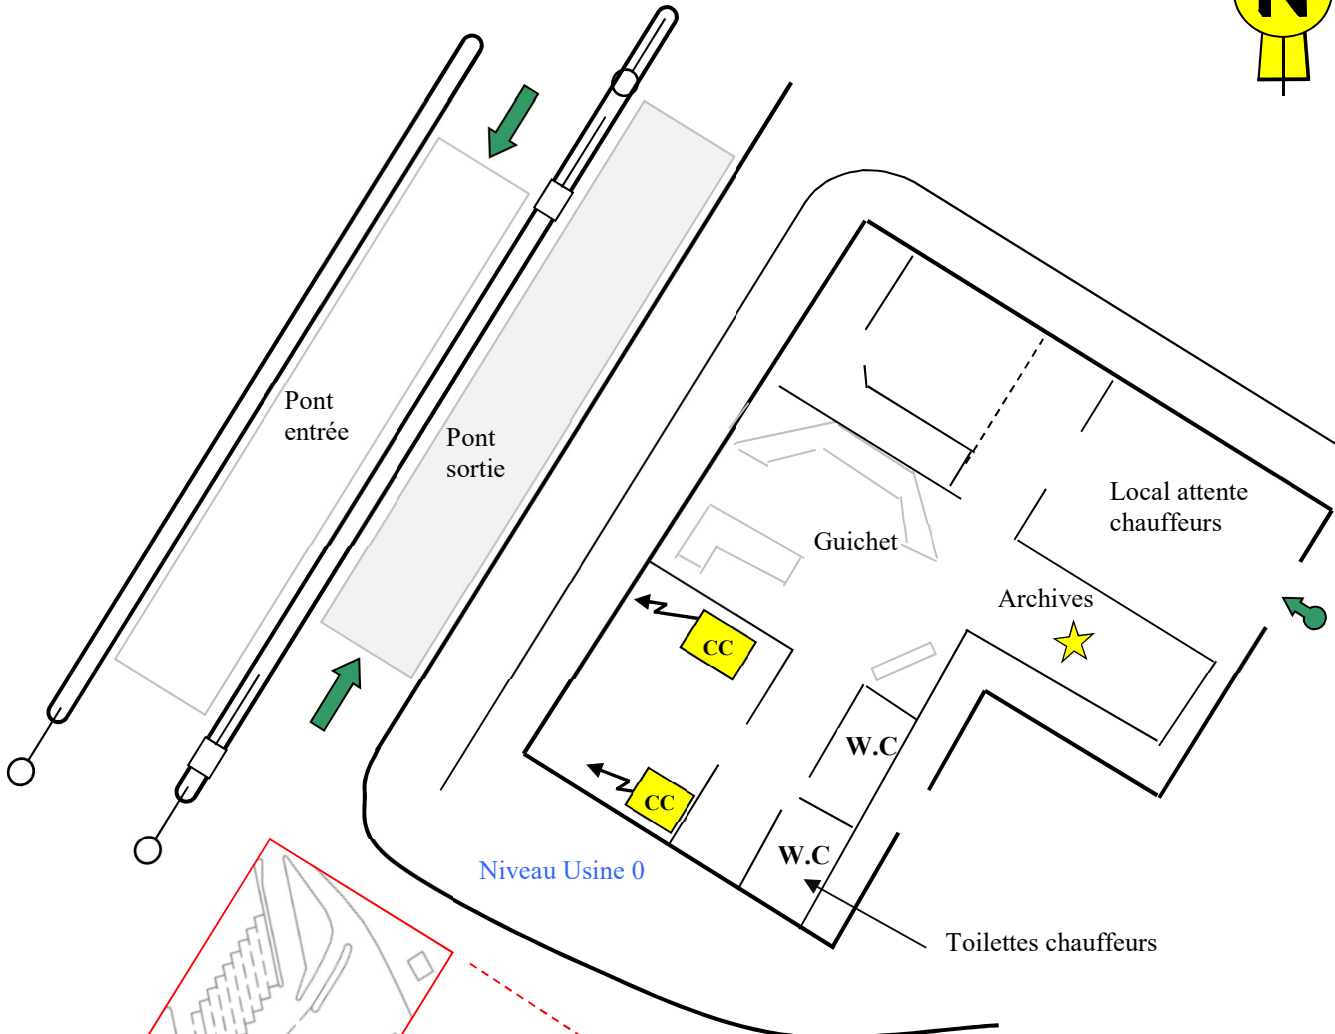 N
Pont
entrée
Pont
sortie
Local attente
chauffeurs
Guichet
Archives
CC
W.C
CC
W.C
Niveau Usine 0
Toilettes chauffeurs